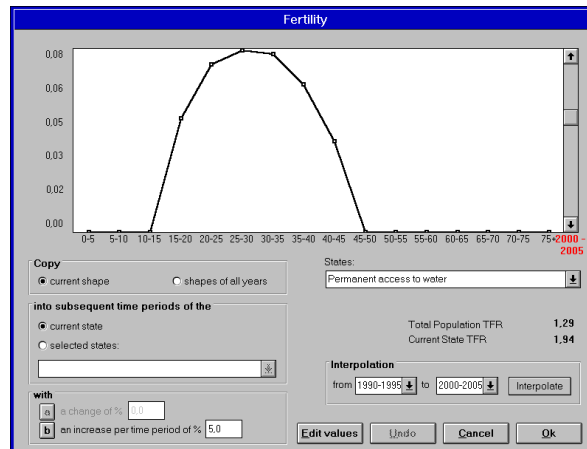 Fertility
0,08
0,06
0,05
0,03
0,02
0,00
0-5 5-10 10-15 15-20 20-25 25-30 30-35 35-40 40-45 45-50 50-55 55-60 60-65 65-70 70-75 75+ 2000 -
2005
Copy
current shape shapes of all years
States:
Permanent access to water
into subsequent time periods of the
current state
selected states:
Total Population TFR 1,29
Current State TFR 1,94
Interpolation
from 1990-1995 to 2000-2005 Interpolate
with
a a change of % 0,0
b an increase per time period of % 5,0
Edit values Undo Cancel Ok